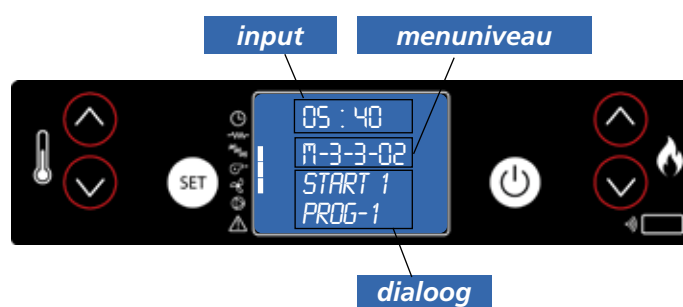 input menuniveau
05 : 40
M-3-3-02
SET
START 1
PROG-1
dialoog